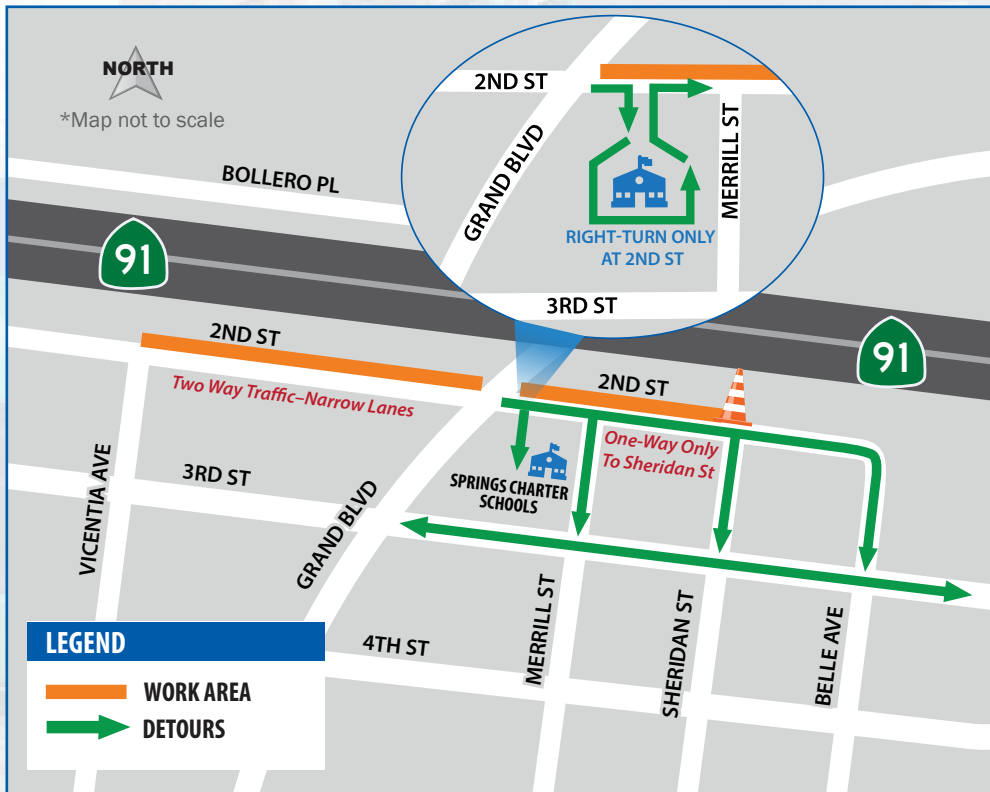 NORTH
*Map not to scale
2ND ST
GRAND BLVD
MERRILL ST
RIGHT-TURN ONLY
AT 2ND ST
3RD ST
BOLLERO PL
91
91
2ND ST
Two Way Traffic–Narrow Lanes
2ND ST
One-Way Only
To Sheridan St
SPRINGS CHARTER
SCHOOLS
VICENTIA AVE
3RD ST
GRAND BLVD
4TH ST
MERRILL ST
SHERIDAN ST
BELLE AVE
LEGEND
WORK AREA
DETOURS